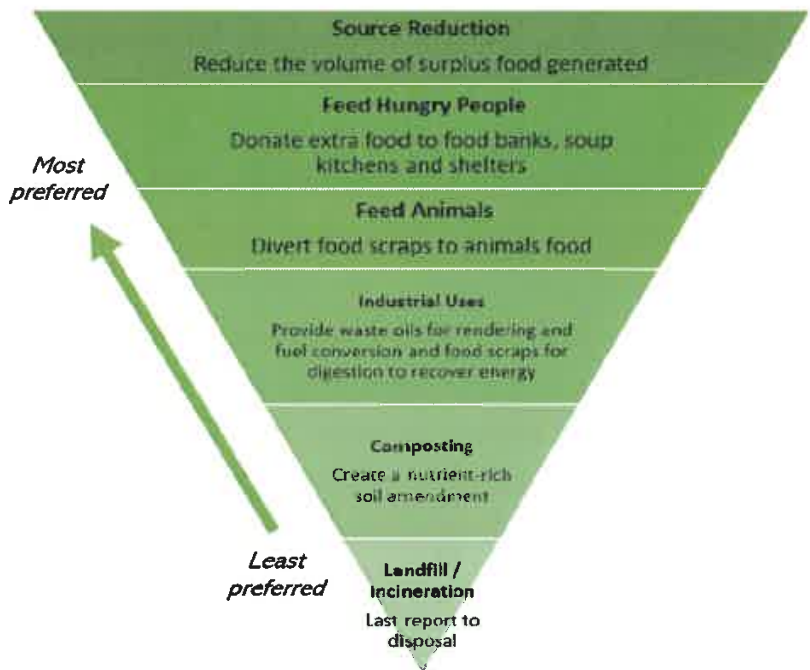 Source Reduction
Reduce the volume of surplus food generated
Feed Hungry People
Donate extra food to food banks, soup
kitchens and shelters
Most
preferred
Feed Animals
Divert food scraps to animals food
Industrial Uses
Provide waste oils for rendering and
fuel conversion and food scraps for
digestion to recover energy
Composting
Create a nutrient-rich
soil amendment
Least
preferred
Landfill /
Incineration
Last report to
disposal